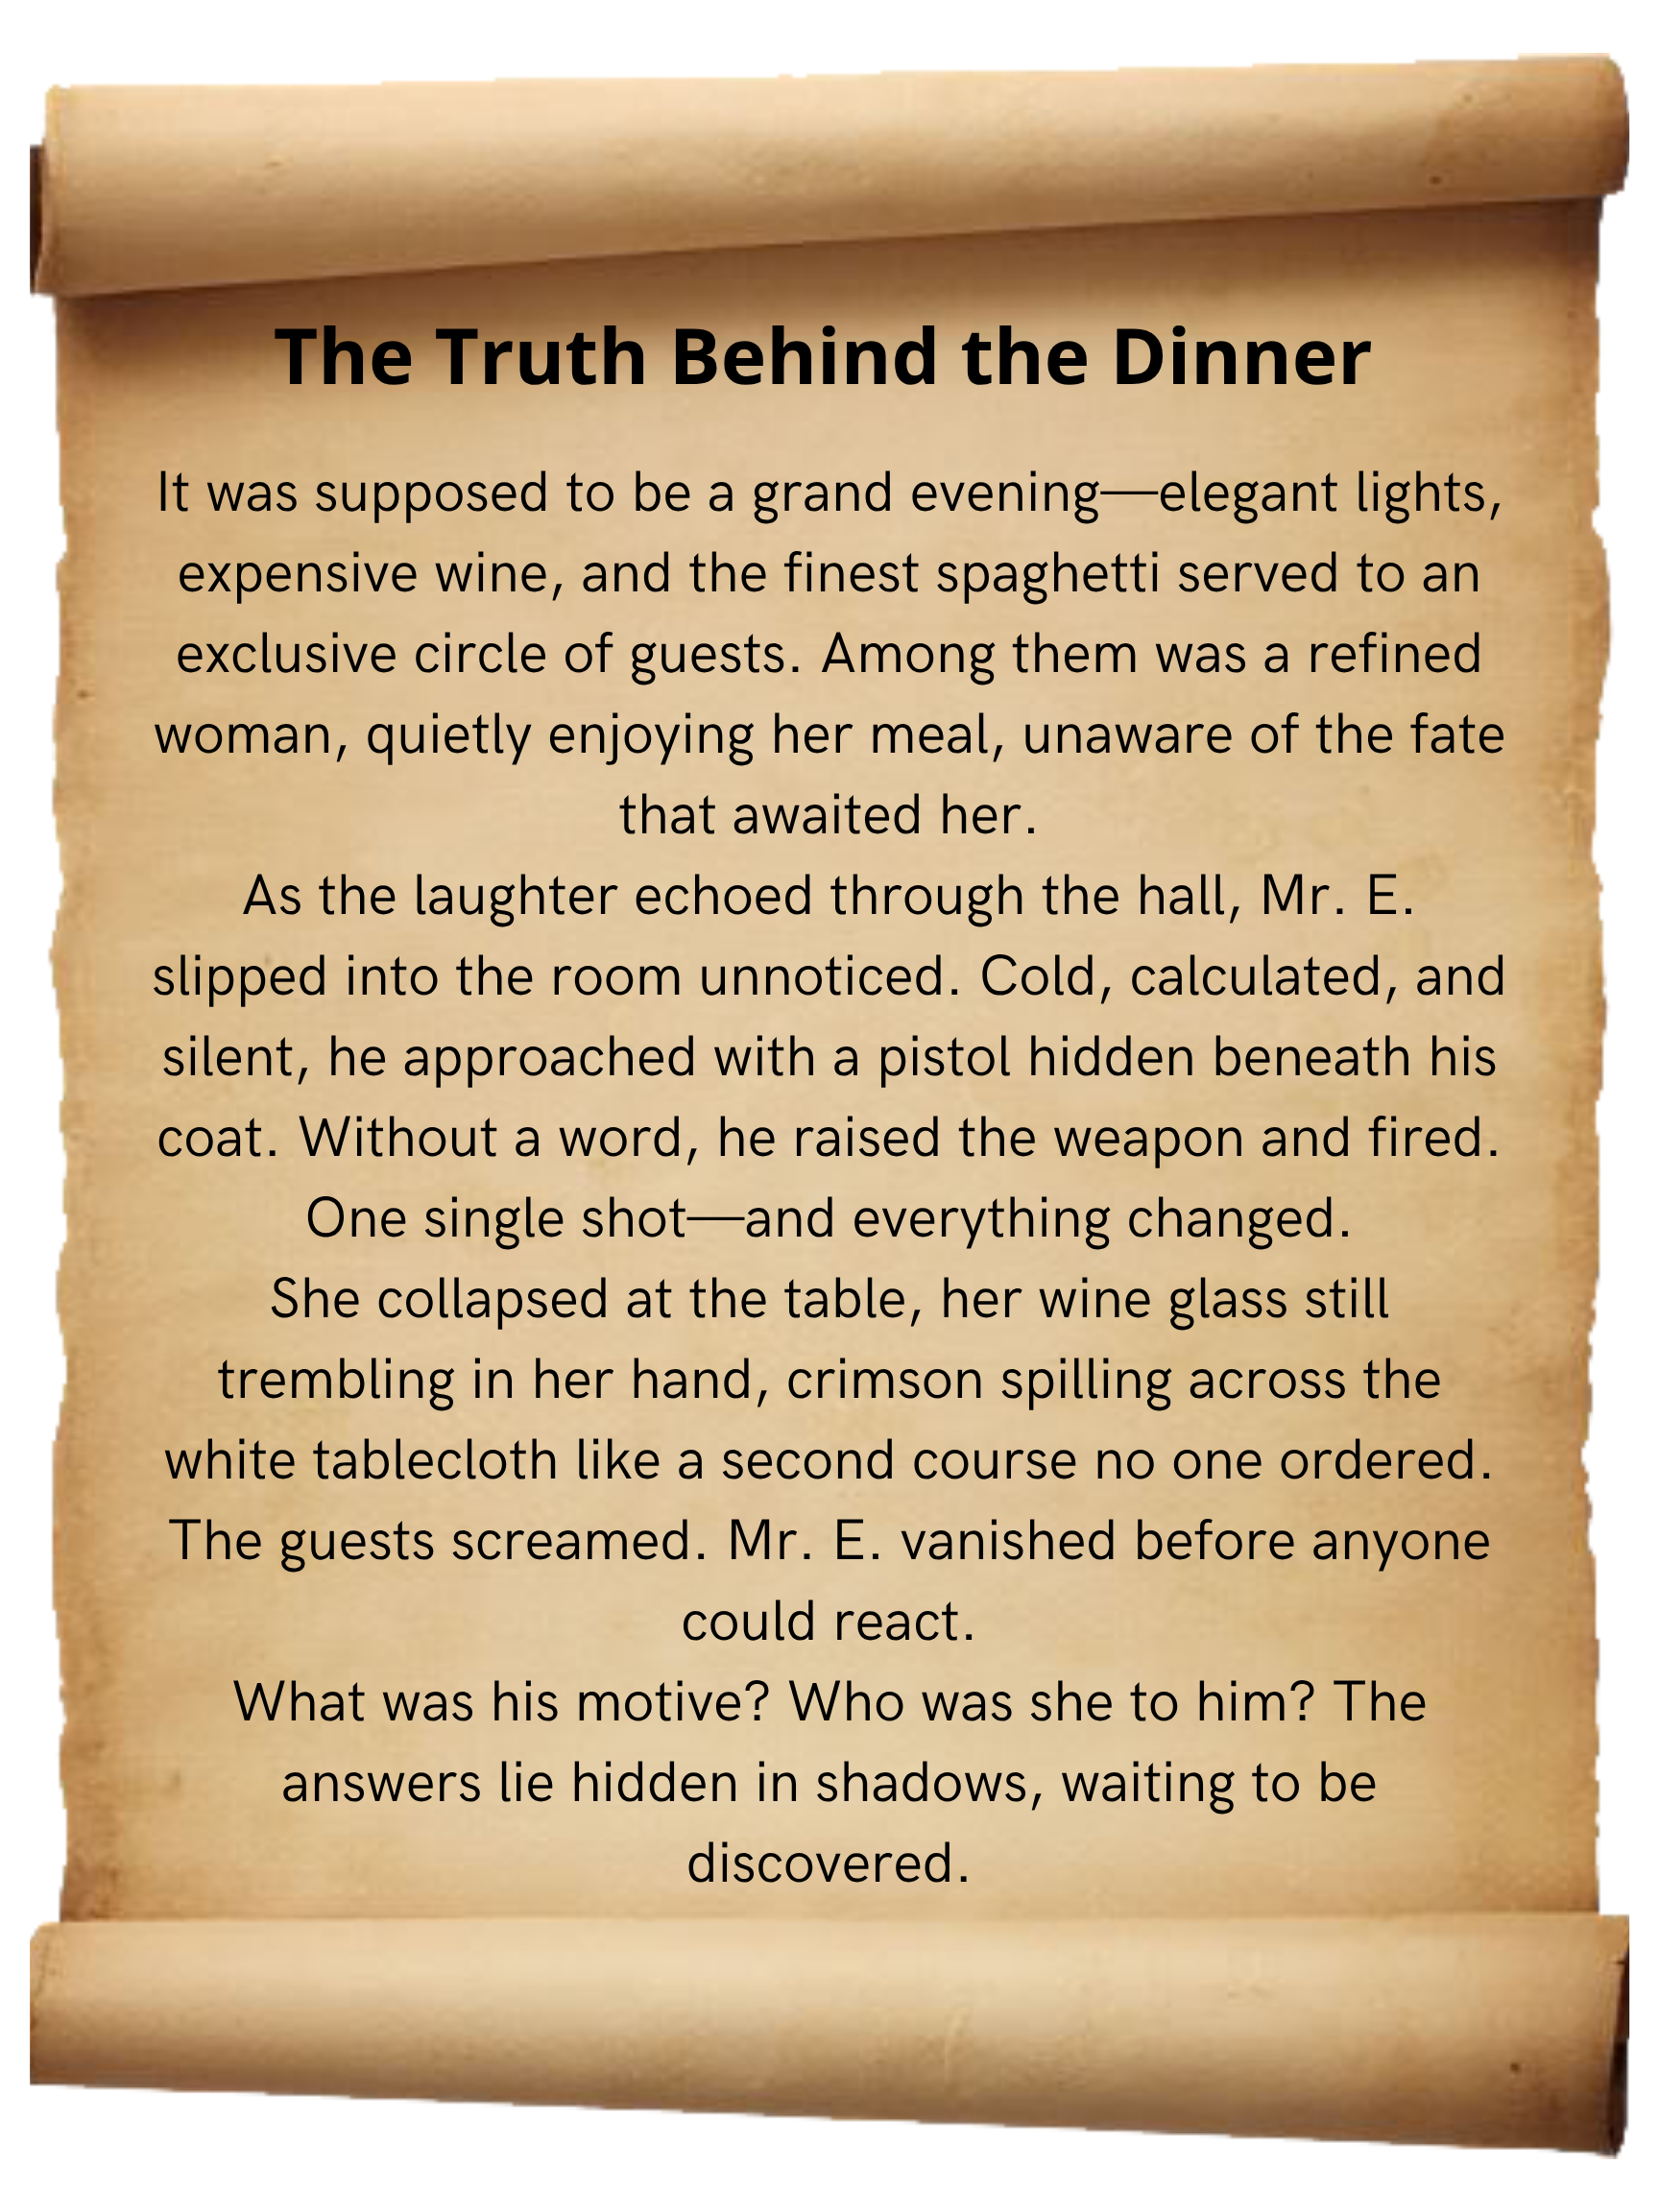 The Truth Behind the Dinner
It was supposed to be a grand evening—elegant lights,
expensive wine, and the finest spaghetti served to an
exclusive circle of guests. Among them was a refined
woman, quietly enjoying her meal, unaware of the fate
that awaited her.
As the laughter echoed through the hall, Mr. E.
slipped into the room unnoticed. Cold, calculated, and
silent, he approached with a pistol hidden beneath his
coat. Without a word, he raised the weapon and fired.
One single shot—and everything changed.
She collapsed at the table, her wine glass still
trembling in her hand, crimson spilling across the
white tablecloth like a second course no one ordered.
The guests screamed. Mr. E. vanished before anyone
could react.
What was his motive? Who was she to him? The
answers lie hidden in shadows, waiting to be
discovered.